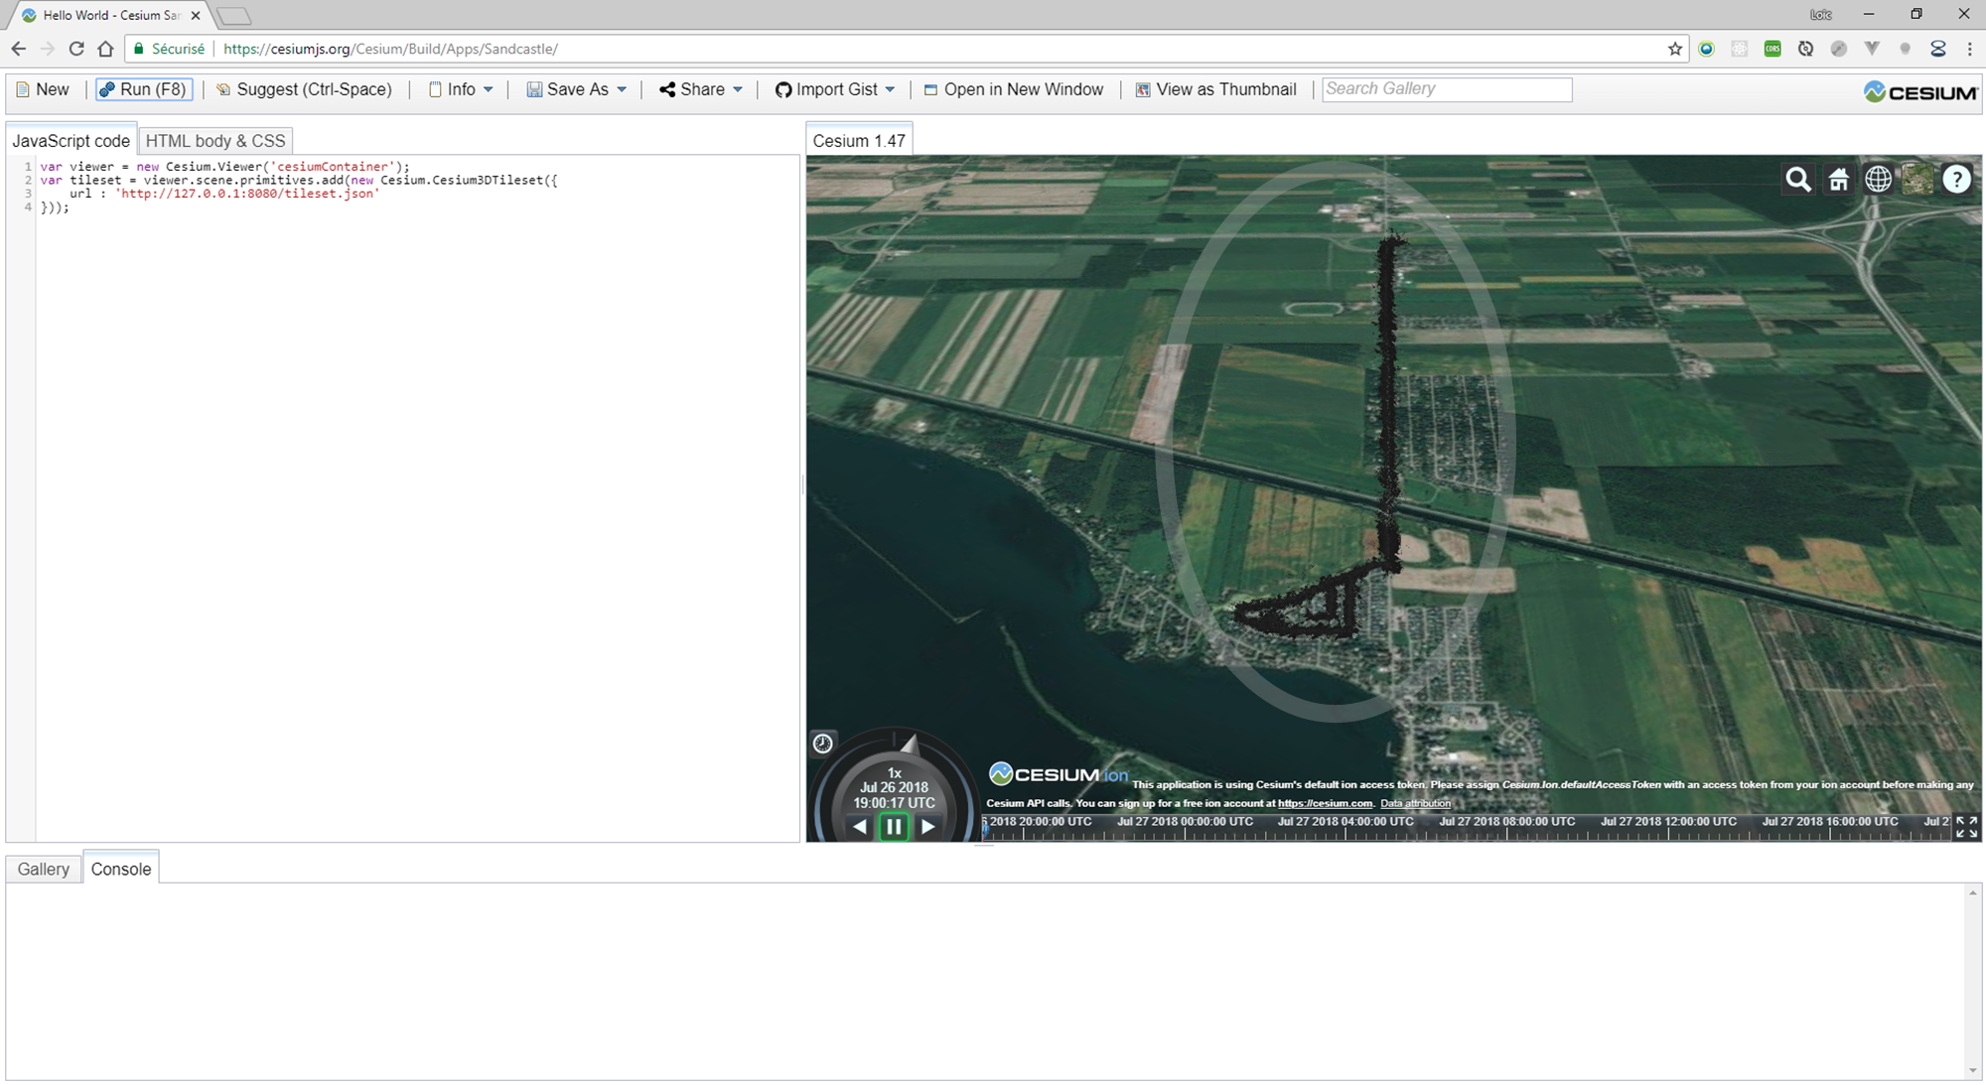 Hello World - Cesium Sa
Loïc
Sécurisé
https://cesiumjs.org/Cesium/Build/Apps/Sandcastle/
CORS
New
Run (F8)
Suggest (Ctrl-Space)
Info
Save As
Share
Import Gist
Open in New Window
View as Thumbnail
Search Gallery
CESIUM
JavaScript code
HTML body & CSS
Cesium 1.47
1 var viewer = new Cesium.Viewer('cesiumContainer');
2 var tileset = viewer.scene.primitives.add(new Cesium.Cesium3DTileset({
3 url : 'http://127.0.0.1:8080/tileset.json'
4 }));
?
1x
Jul 26 2018
19:00:17 UTC
CESIUM ion This application is using Cesium's default ion access token. Please assign Cesium.Ion.defaultAccessToken with an access token from your ion account before making any
Cesium API calls. You can sign up for a free ion account at https://cesium.com. Data attribution
2018 20:00:00 UTC Jul 27 2018 00:00:00 UTC Jul 27 2018 04:00:00 UTC Jul 27 2018 08:00:00 UTC Jul 27 2018 12:00:00 UTC Jul 27 2018 16:00:00 UTC Jul 2
Gallery
Console